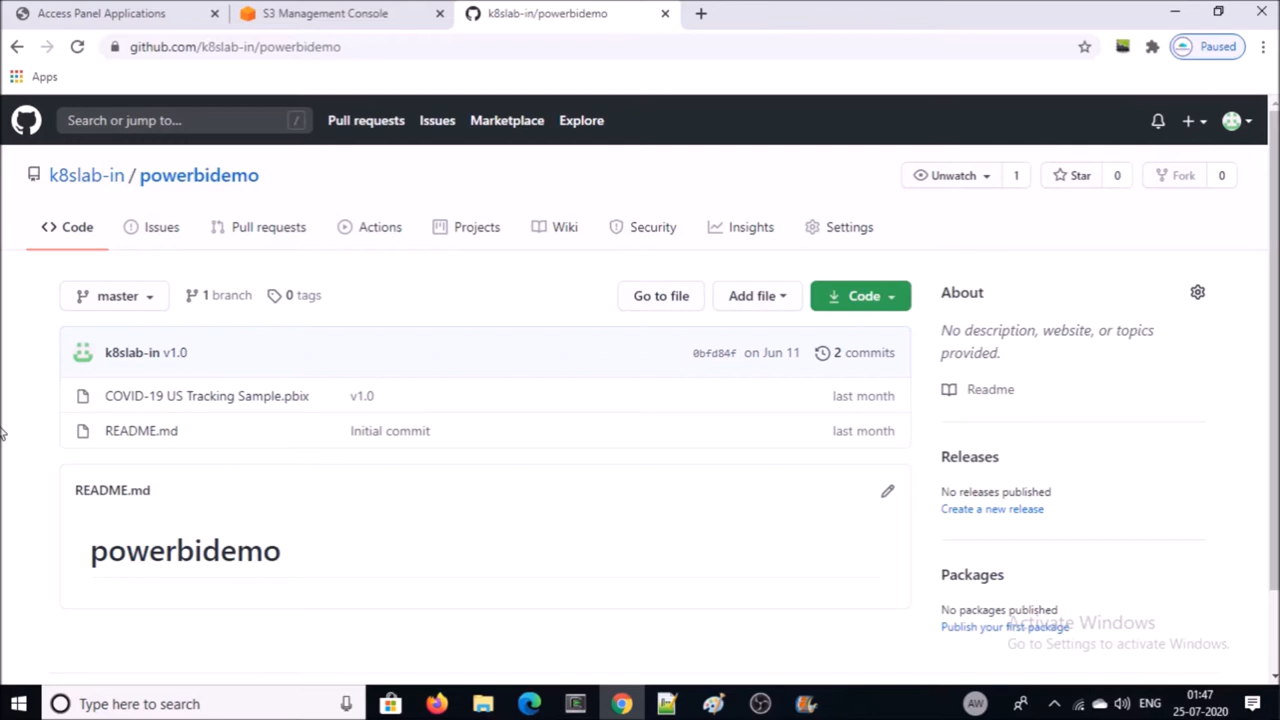 Access Panel Applications
S3 Management Console
k8slab-in/powerbidemo
github.com/k8slab-in/powerbidemo
Paused
Apps
Search or jump to... /
Pull requests Issues Marketplace Explore
k8slab-in / powerbidemo
Unwatch 1 Star 0 Fork 0
Code Issues Pull requests Actions Projects Wiki Security Insights Settings
master 1 branch 0 tags Go to file Add file Code
k8slab-in v1.0 0bfd84f on Jun 11 2 commits
COVID-19 US Tracking Sample.pbix v1.0 last month
README.md Initial commit last month
README.md
powerbidemo
About
No description, website, or topics
provided.
Readme
Releases
No releases published
Create a new release
Packages
No packages published
Publish your first package
Activate Windows
Go to Settings to activate Windows.
Type here to search
AW
ENG
01:47
25-07-2020